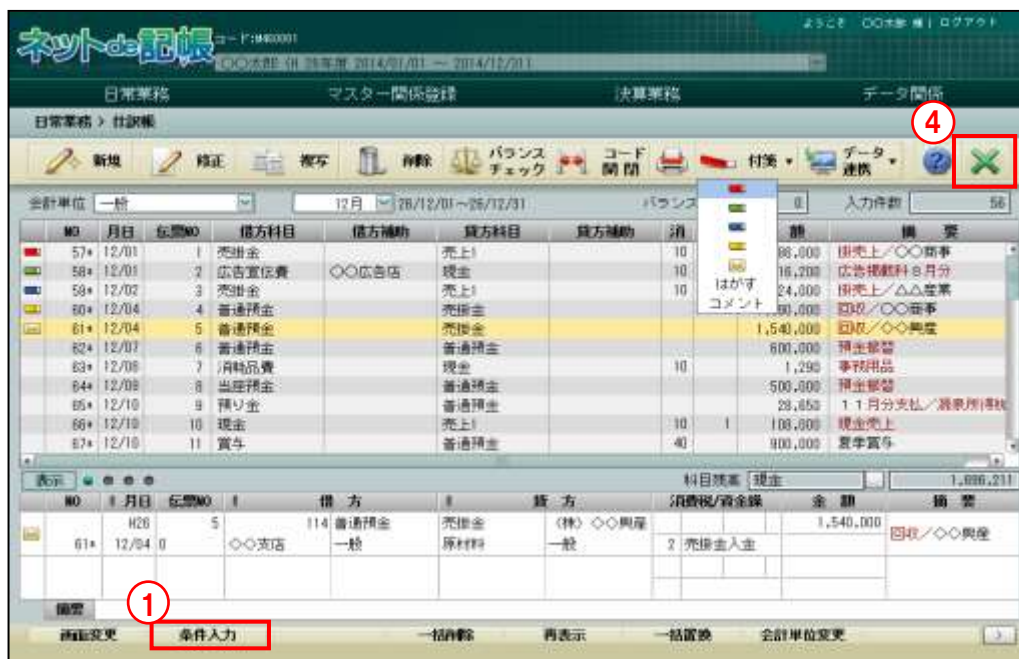 ようこそ 〇〇太郎 様 | ログアウト
ネットde記帳 コード:M400001
〇〇太郎 (H 26年度 2014/01/01 ～ 2014/12/31)
日常業務 マスター関係登録 決算業務 データ関係
日常業務 > 仕訳帳
④
新規 修正 複写 削除 バランスチェック コード開閉 付箋 データ連携 ?
会計単位 一般 12月 26/12/01～26/12/31 バランス 0 入力件数 56
NO 月日 伝票NO 借方科目 借方補助 貸方科目 貸方補助 消 額 摘 要
57* 12/01 1 売掛金 売上1 10 掛売上/〇〇商事
58* 12/01 2 広告宣伝費 〇〇広告店 現金 10 16,200 広告掲載料8月分
59* 12/02 3 売掛金 売上1 10 24,000 掛売上/△△産業
60* 12/04 4 普通預金 売掛金 回収/〇〇商事
61* 12/04 5 普通預金 売掛金 1,540,000 回収/〇〇興産
62* 12/07 6 普通預金 普通預金 600,000 預金振替
63* 12/08 7 消耗品費 現金 10 1,290 事務用品
64* 12/09 8 当座預金 普通預金 500,000 預金振替
65* 12/10 9 預り金 普通預金 28,650 11月分支払/源泉所得税
66* 12/10 10 現金 売上1 10 1 108,000 現金売上
67* 12/10 11 賞与 普通預金 40 900,000 夏季賞与
はがす
コメント
表示 科目残高 現金 1,696,211
NO 月日 伝票NO 借 方 貸 方 消費税/資金繰 金 額 摘 要
H26 5 114 普通預金 売掛金 (株) 〇〇興産 1,540,000 回収/〇〇興産
61* 12/04 0 〇〇支店 一般 原材料 一般 2 売掛金入金
摘要
①
画面変更 条件入力 一括削除 再表示 一括置換 会計単位変更